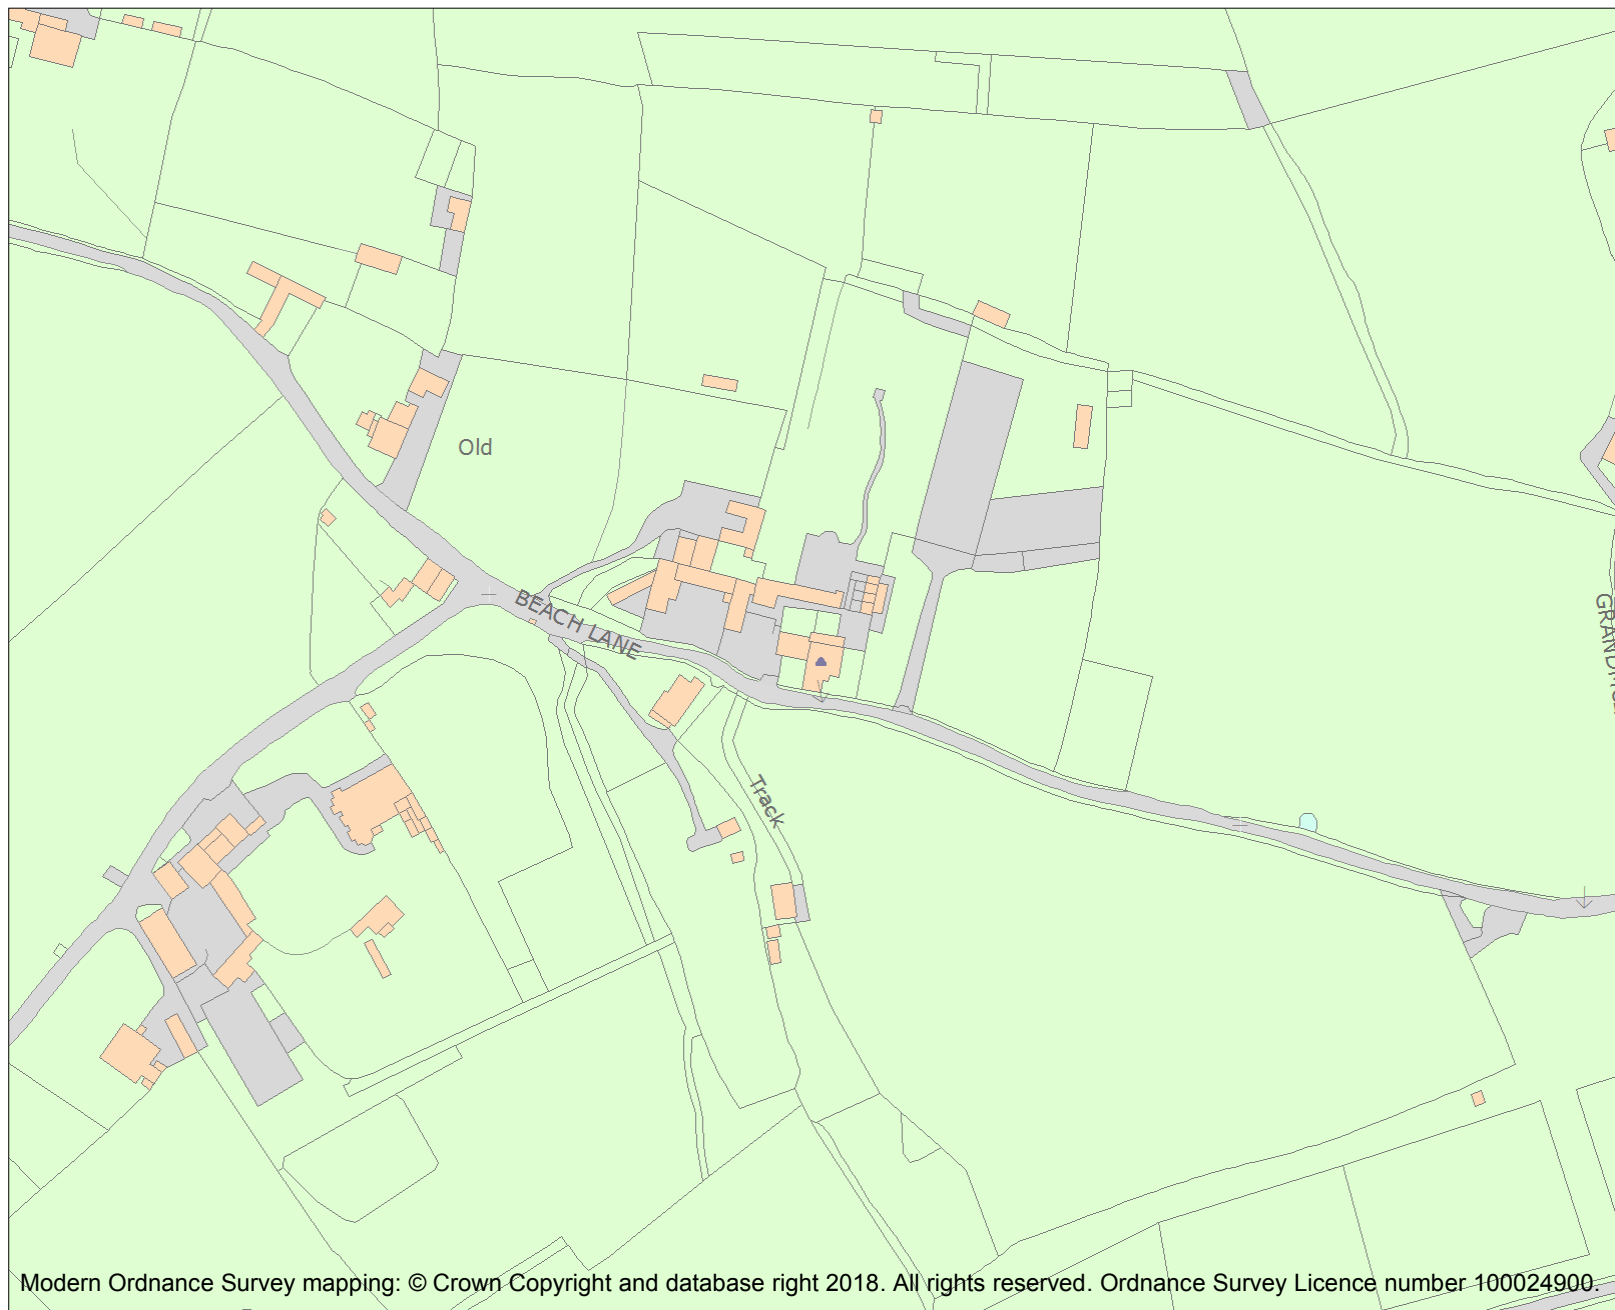 Old
BEACH LANE
Track
Modern Ordnance Survey mapping: © Crown Copyright and database right 2018. All rights reserved. Ordnance Survey Licence number 100024900.